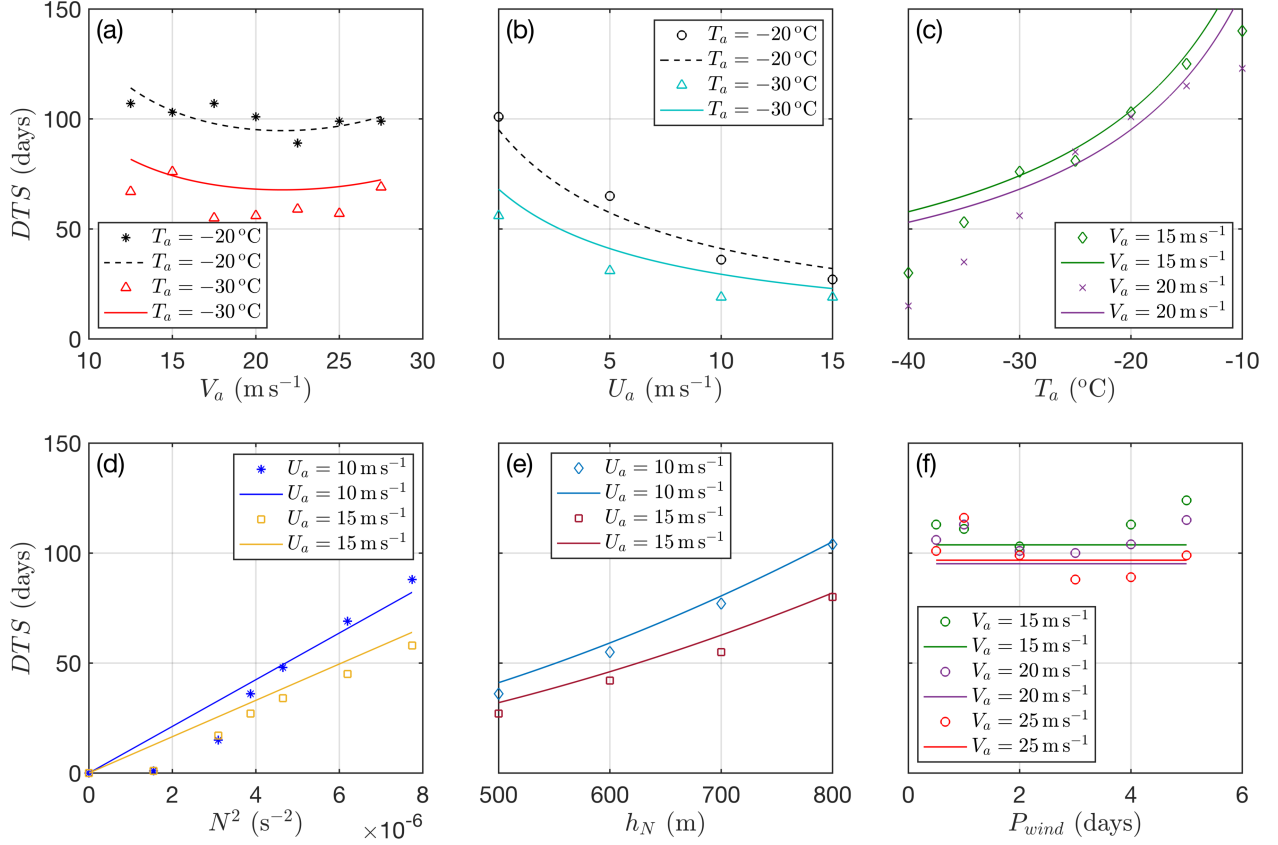 (a)
DTS (days)
150
100
50
0
10
15
20
25
30
V_a (m s⁻¹)
T_a = −20 °C
T_a = −20 °C
T_a = −30 °C
T_a = −30 °C
(b)
0
5
10
15
U_a (m s⁻¹)
T_a = −20 °C
T_a = −20 °C
T_a = −30 °C
T_a = −30 °C
(c)
-40
-30
-20
-10
T_a (°C)
V_a = 15 m s⁻¹
V_a = 15 m s⁻¹
V_a = 20 m s⁻¹
V_a = 20 m s⁻¹
(d)
DTS (days)
150
100
50
0
0
2
4
6
8
×10⁻⁶
N² (s⁻²)
U_a = 10 m s⁻¹
U_a = 10 m s⁻¹
U_a = 15 m s⁻¹
U_a = 15 m s⁻¹
(e)
500
600
700
800
h_N (m)
U_a = 10 m s⁻¹
U_a = 10 m s⁻¹
U_a = 15 m s⁻¹
U_a = 15 m s⁻¹
(f)
0
2
4
6
P_wind (days)
V_a = 15 m s⁻¹
V_a = 15 m s⁻¹
V_a = 20 m s⁻¹
V_a = 20 m s⁻¹
V_a = 25 m s⁻¹
V_a = 25 m s⁻¹